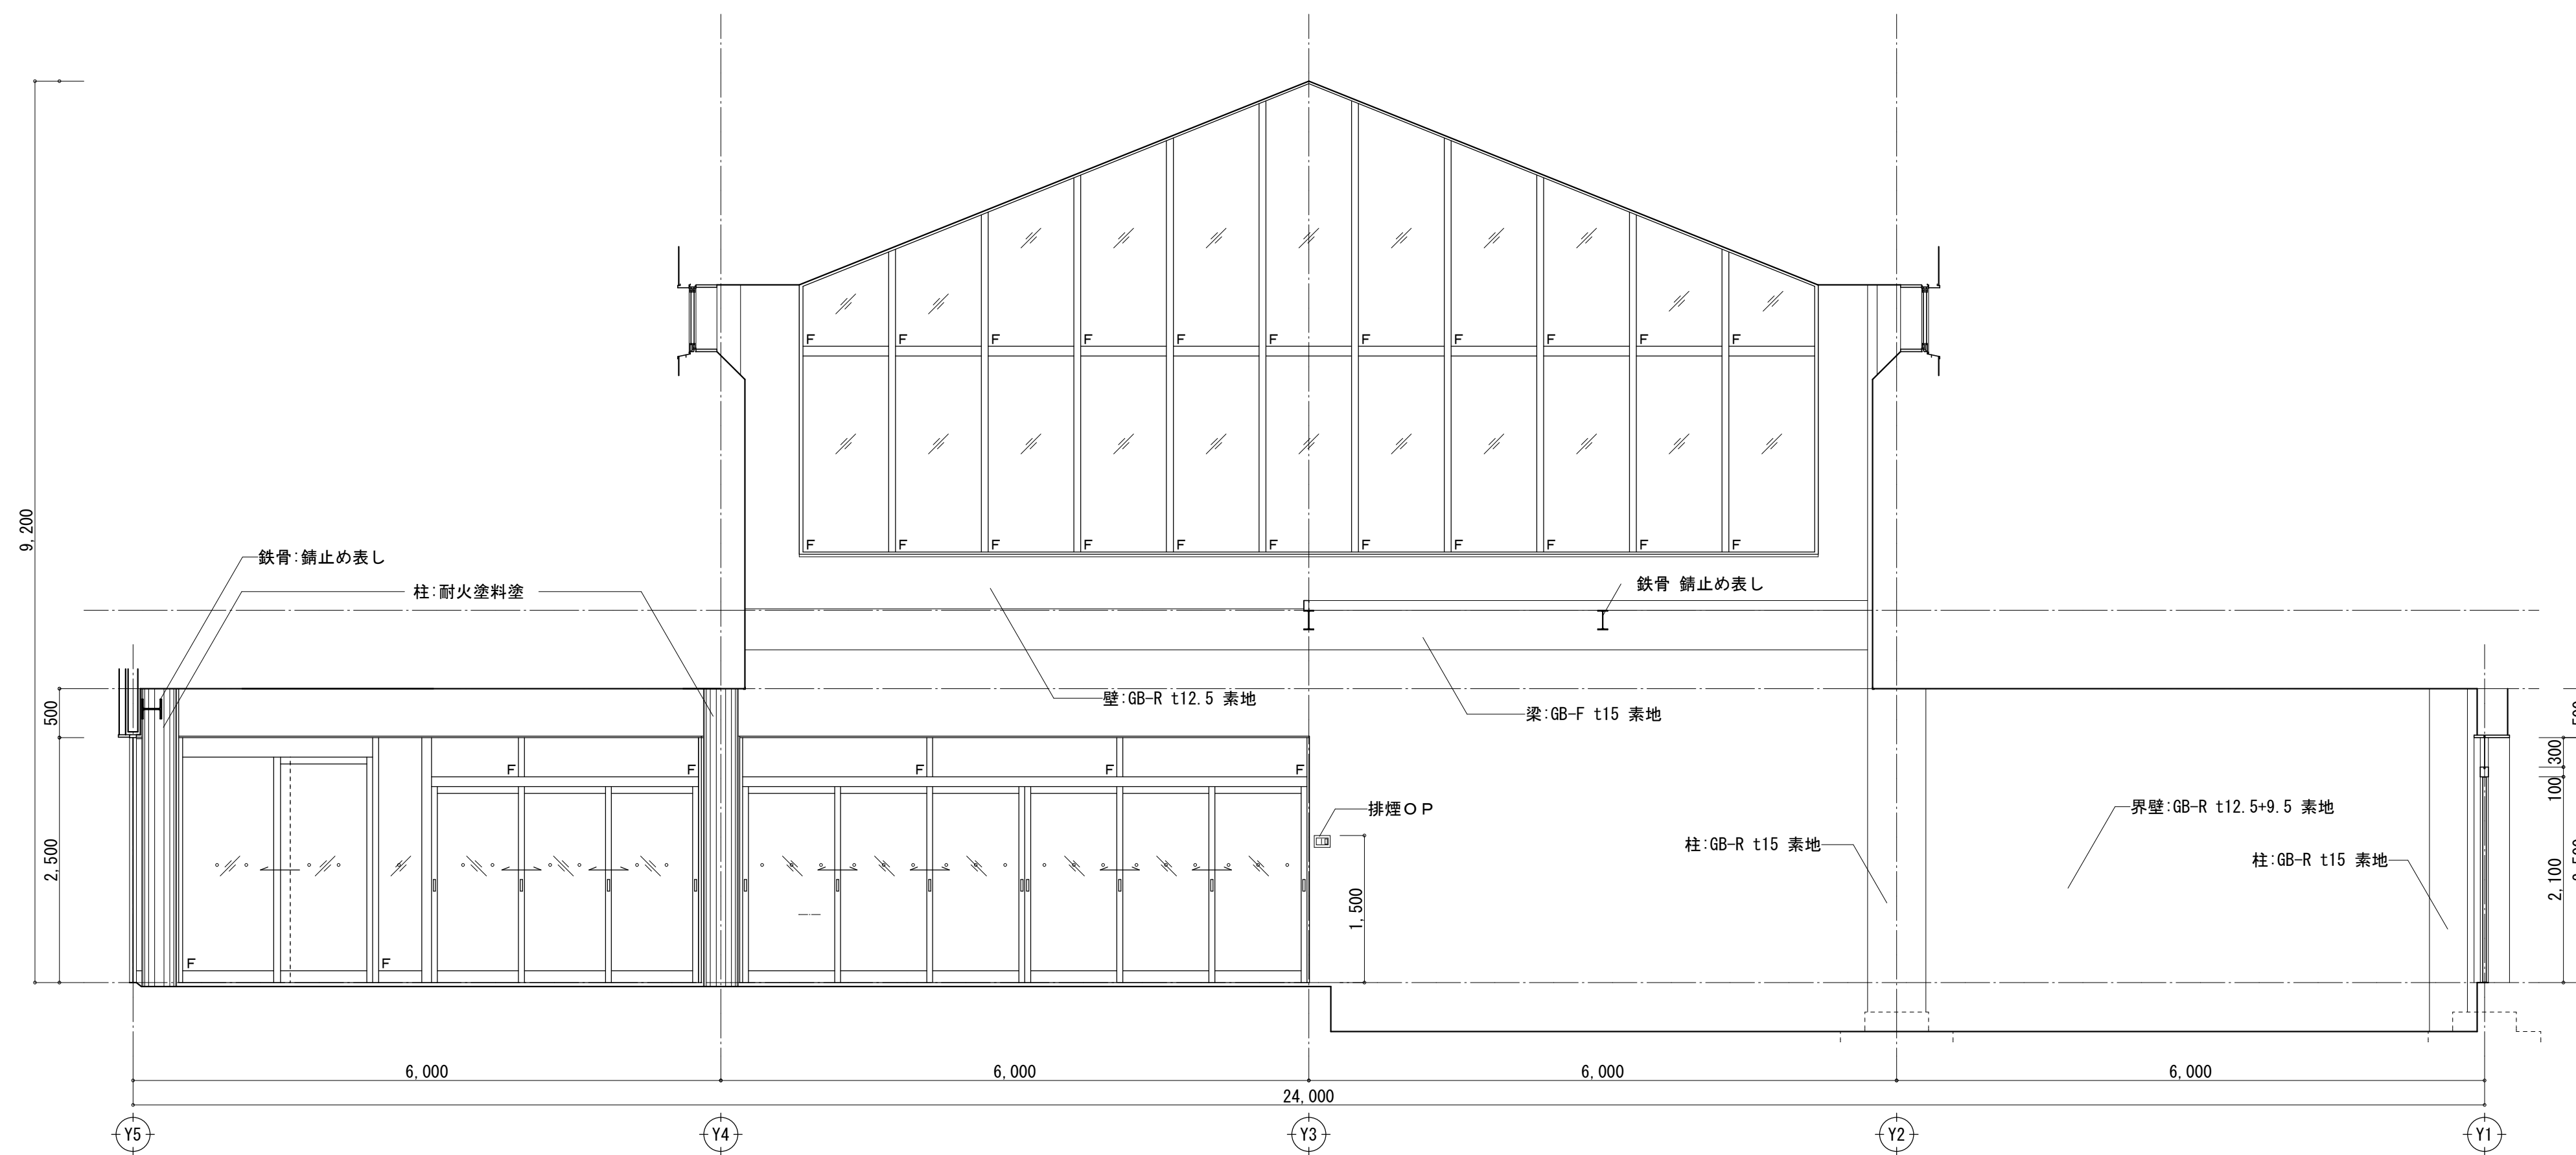 9,200
F F F F F F F F F F F
F F F F F F F F F F F
鉄骨:錆止め表し
柱:耐火塗料塗
鉄骨 錆止め表し
壁:GB-R t12.5 素地
梁:GB-F t15 素地
500
2,500
F F F F F
F F
排煙OP
1,500
柱:GB-R t15 素地
界壁:GB-R t12.5+9.5 素地
柱:GB-R t15 素地
300
100
2,100
6,000 6,000 6,000 6,000
24,000
Y5 Y4 Y3 Y2 Y1